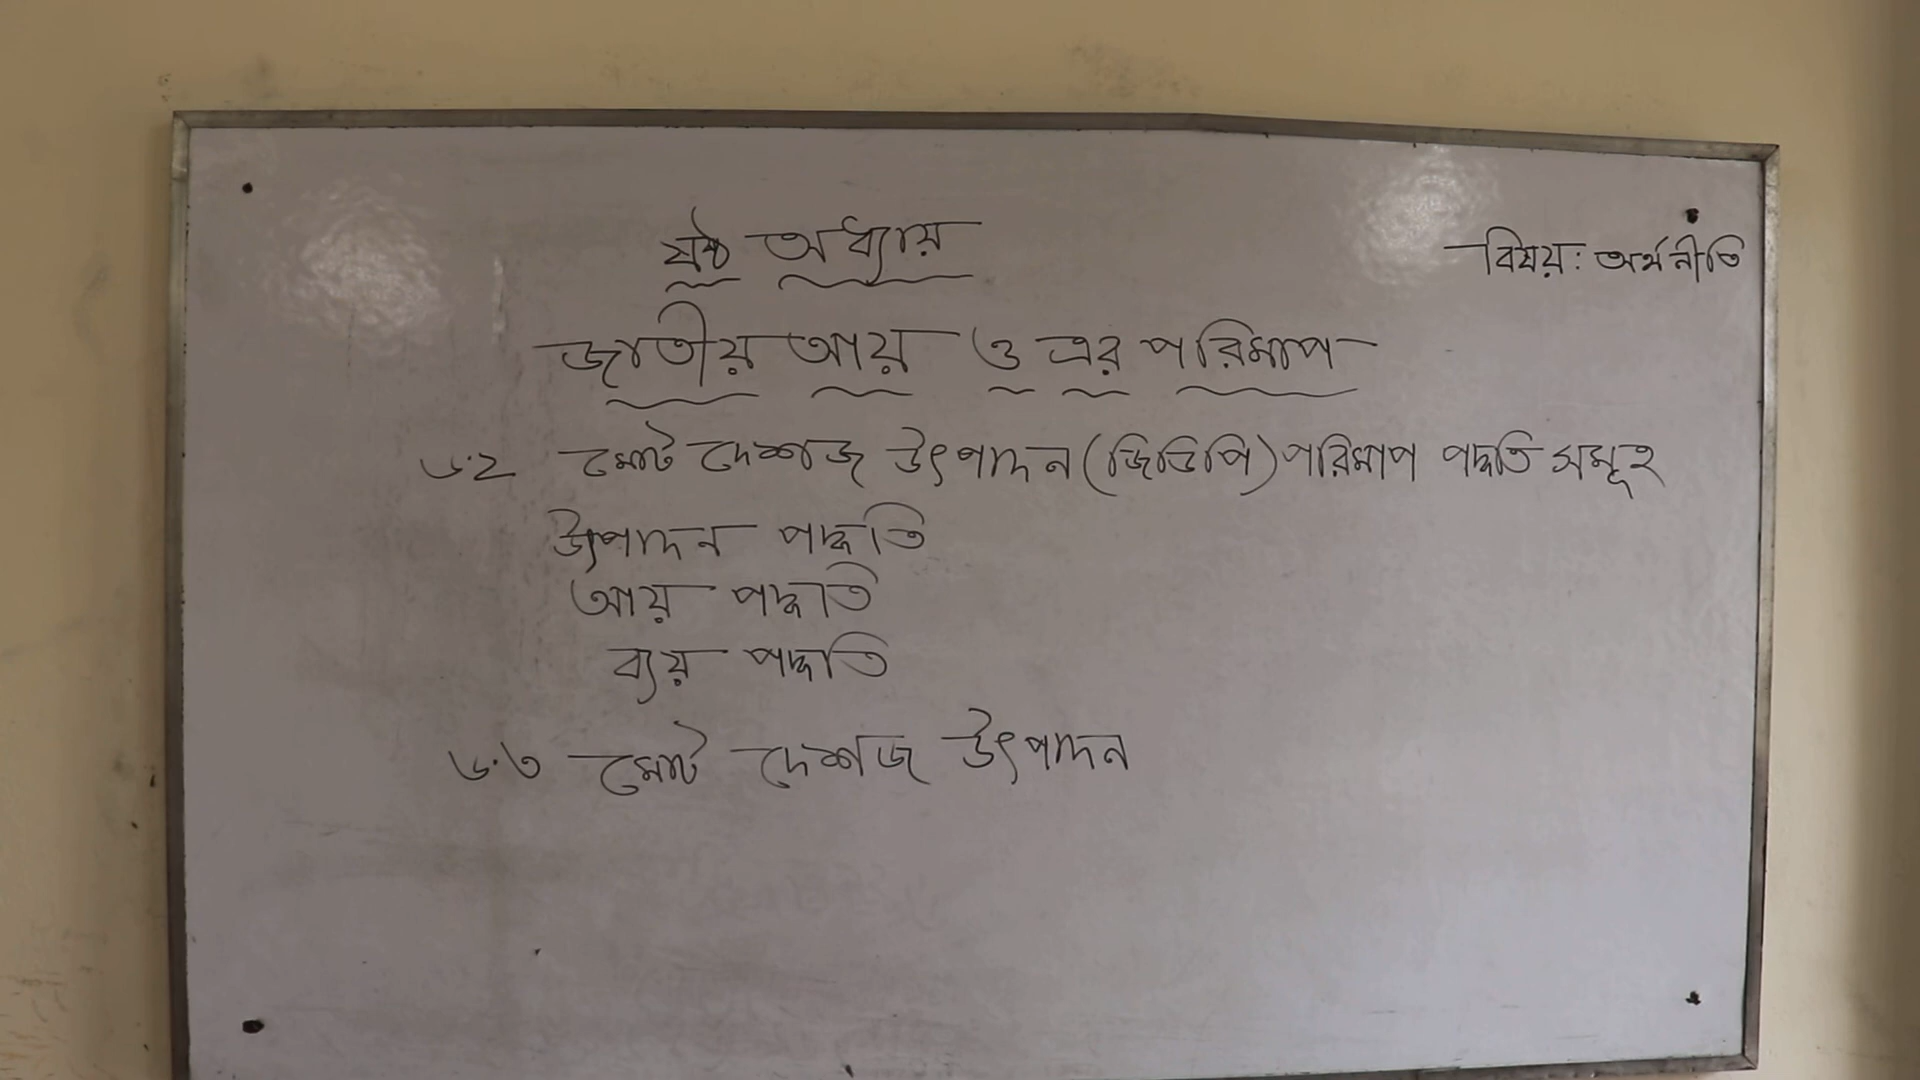 ষষ্ঠ অধ্যায়
বিষয়: অর্থনীতি
জাতীয় আয় ও এর পরিমাপ
৬.২ মোট দেশজ উৎপাদন (জিডিপি) পরিমাপ পদ্ধতি সমূহ
উৎপাদন পদ্ধতি
আয় পদ্ধতি
ব্যয় পদ্ধতি
৬.৩ মোট দেশজ উৎপাদন